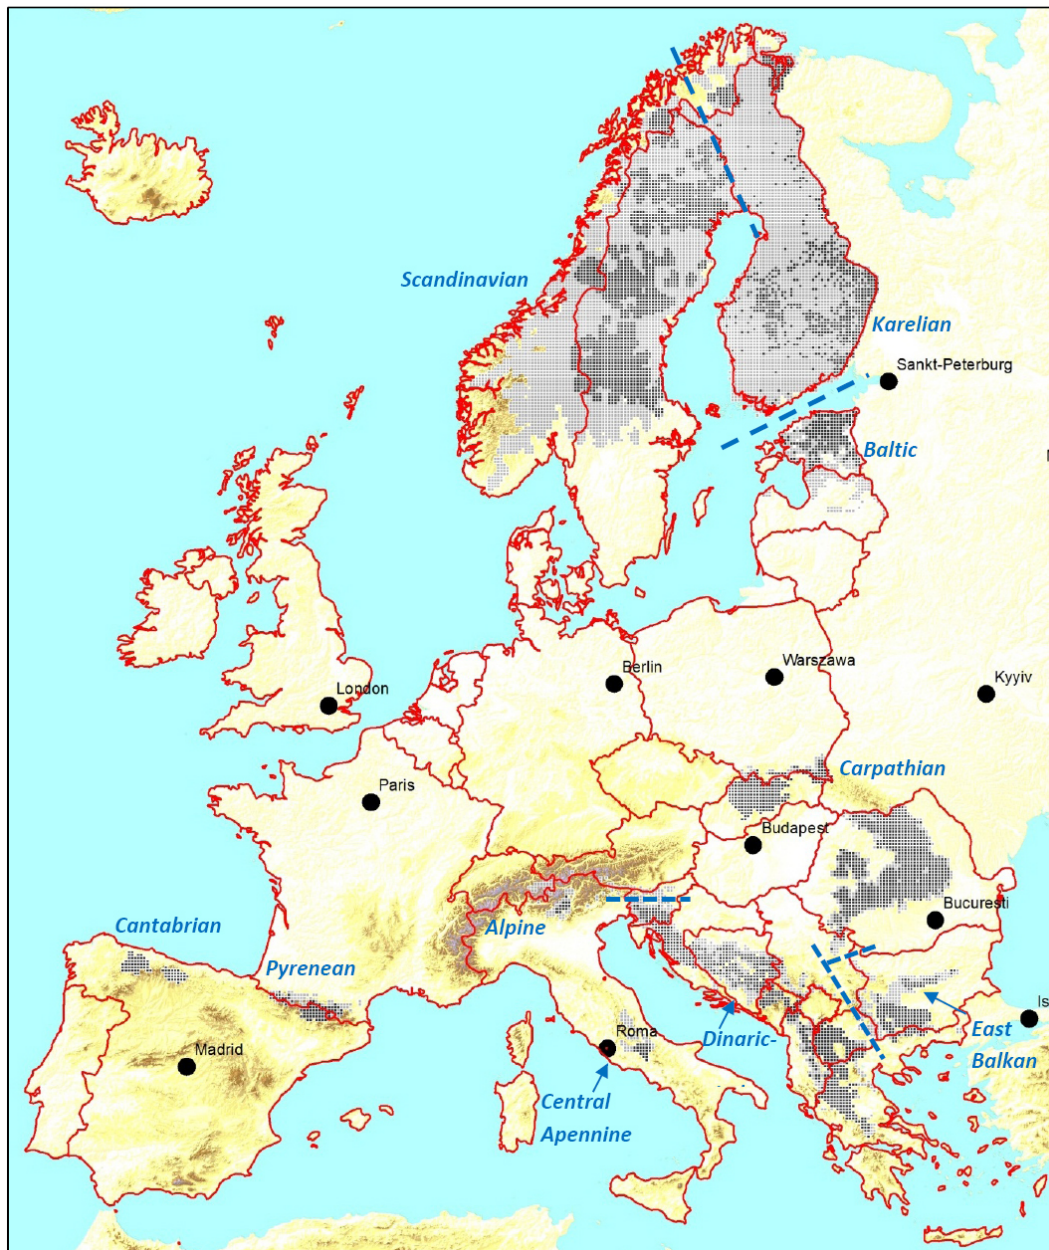 Scandinavian
Karelian
Sankt-Peterburg
Baltic
Berlin
Warszawa
London
Kyyiv
Carpathian
Paris
Budapest
Bucuresti
Cantabrian
Alpine
Pyrenean
Is
Roma
Dinaric-
East
Balkan
Madrid
Central
Apennine